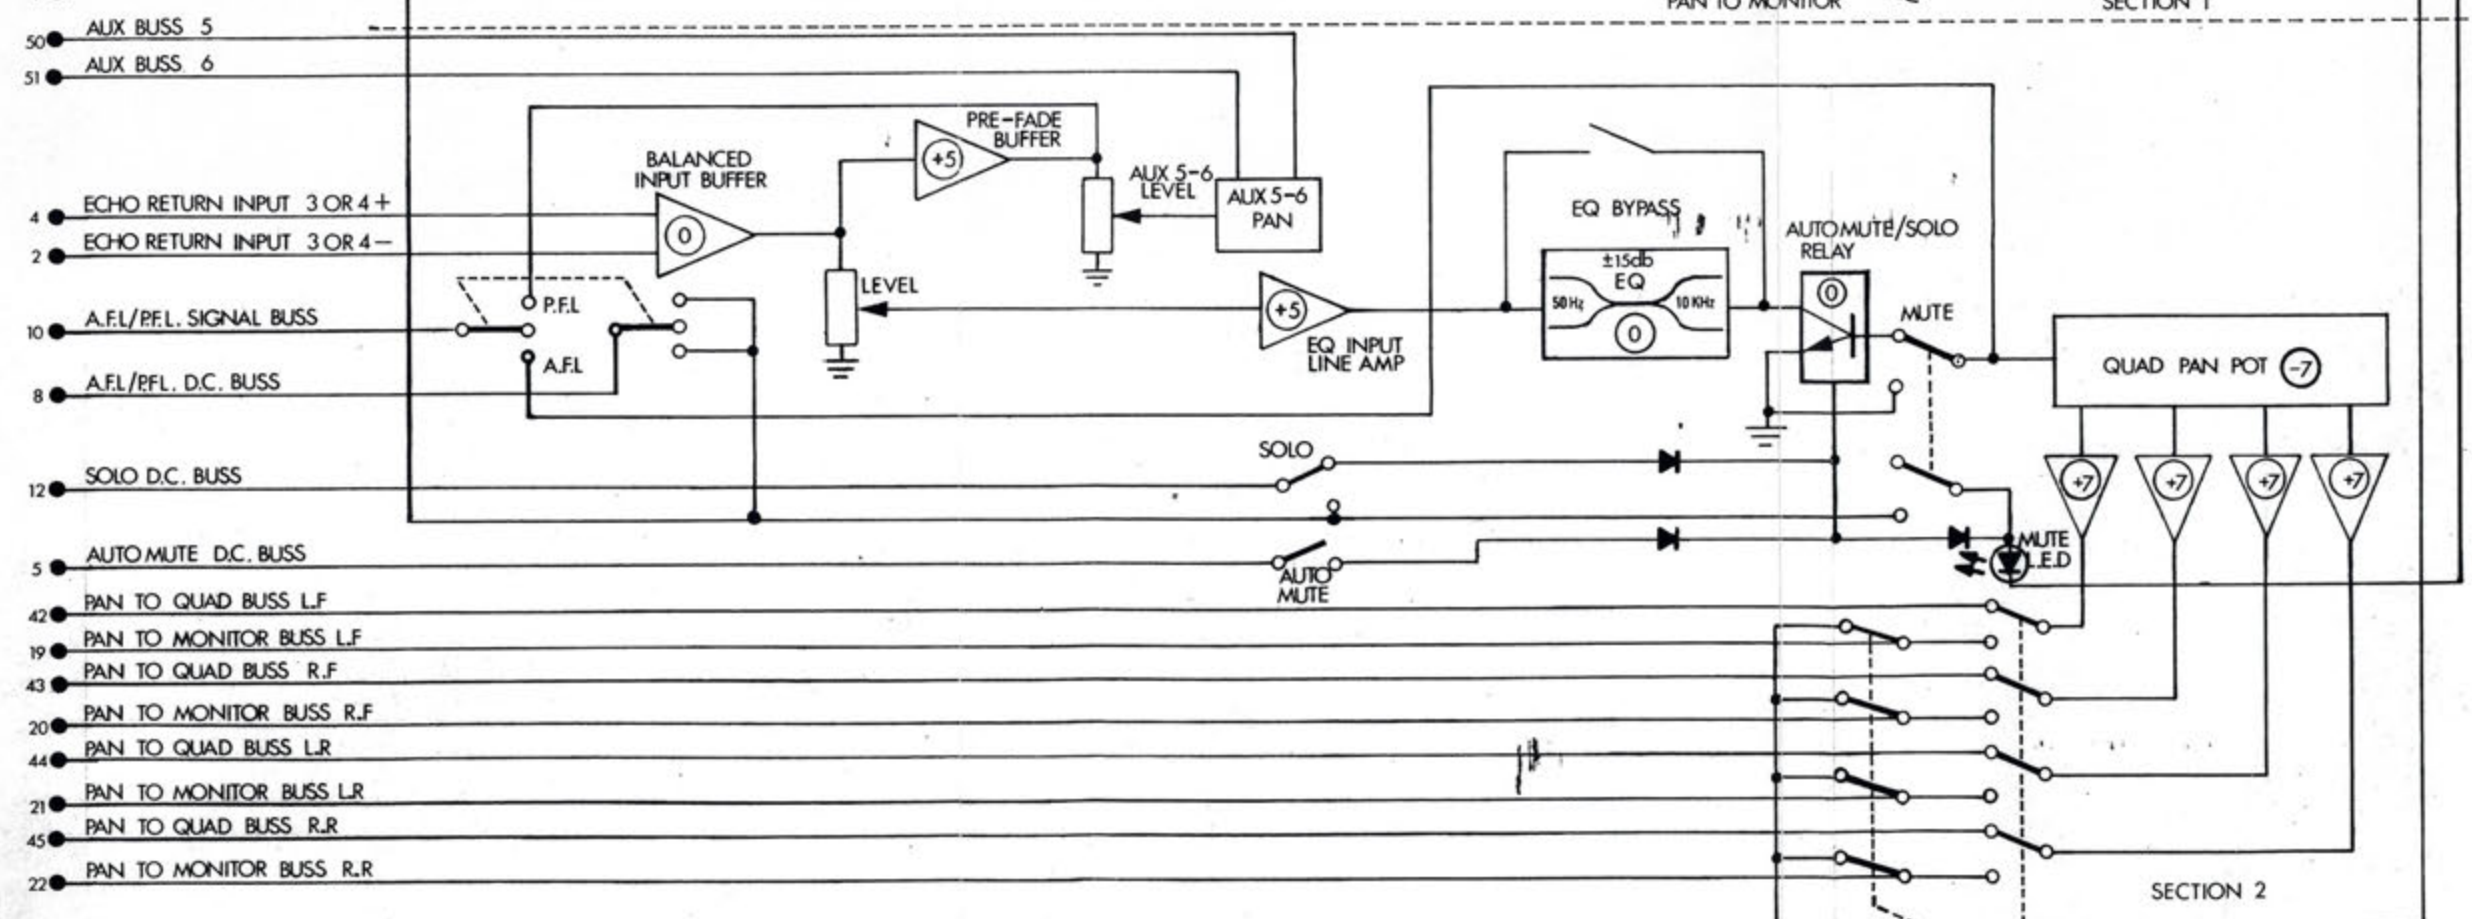 PAN TO MONITOR
SECTION 1
50 AUX BUSS 5
51 AUX BUSS 6
PRE-FADE
BUFFER
+5
BALANCED
INPUT BUFFER
0
AUX 5-6
LEVEL
AUX 5-6
PAN
4 ECHO RETURN INPUT 3 OR 4 +
2 ECHO RETURN INPUT 3 OR 4 -
EQ BYPASS
±15db
EQ
50Hz
10 KHz
0
AUTOMUTE/SOLO
RELAY
0
LEVEL
+5
EQ INPUT
LINE AMP
MUTE
QUAD PAN POT -7
P.F.L
A.F.L
10 A.F.L/P.F.L. SIGNAL BUSS
8 A.F.L/P.F.L. D.C. BUSS
+7 +7 +7 +7
SOLO
12 SOLO D.C. BUSS
5 AUTOMUTE D.C. BUSS
AUTO
MUTE
MUTE
L.E.D
42 PAN TO QUAD BUSS L.F
19 PAN TO MONITOR BUSS L.F
43 PAN TO QUAD BUSS R.F
20 PAN TO MONITOR BUSS R.F
44 PAN TO QUAD BUSS L.R
21 PAN TO MONITOR BUSS L.R
45 PAN TO QUAD BUSS R.R
22 PAN TO MONITOR BUSS R.R
SECTION 2